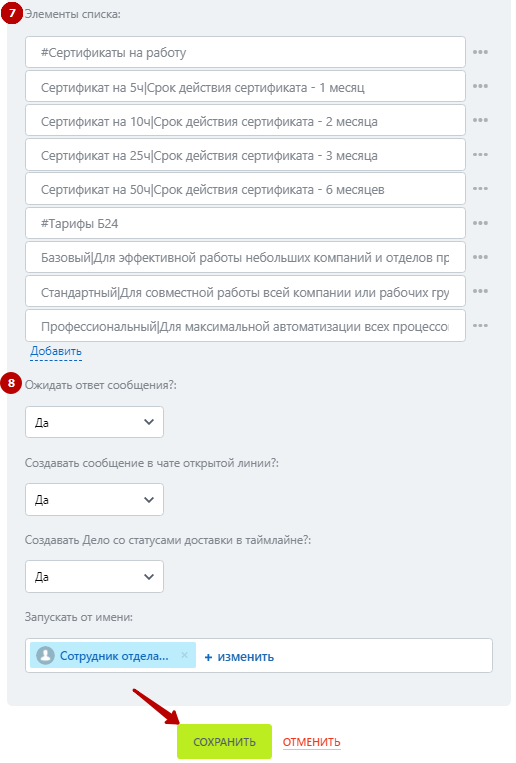 7 Элементы списка:
#Сертификаты на работу
Сертификат на 5ч|Срок действия сертификата - 1 месяц
Сертификат на 10ч|Срок действия сертификата - 2 месяца
Сертификат на 25ч|Срок действия сертификата - 3 месяца
Сертификат на 50ч|Срок действия сертификата - 6 месяцев
#Тарифы Б24
Базовый|Для эффективной работы небольших компаний и отделов пр
Стандартный|Для совместной работы всей компании или рабочих гру
Профессиональный|Для максимальной автоматизации всех процессо
Добавить
8 Ожидать ответ сообщения?:
Да
Создавать сообщение в чате открытой линии?:
Да
Создавать Дело со статусами доставки в таймлайне?:
Да
Запускать от имени:
Сотрудник отдела... × + изменить
СОХРАНИТЬ ОТМЕНИТЬ